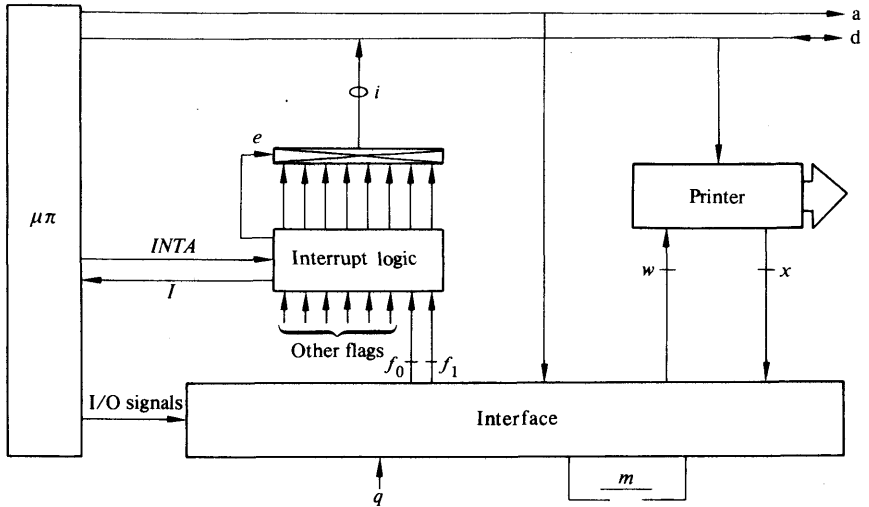 a
d
i
e
Printer
μπ
INTA
Interrupt logic
w
x
I
Other flags
f0
f1
I/O signals
Interface
m
q